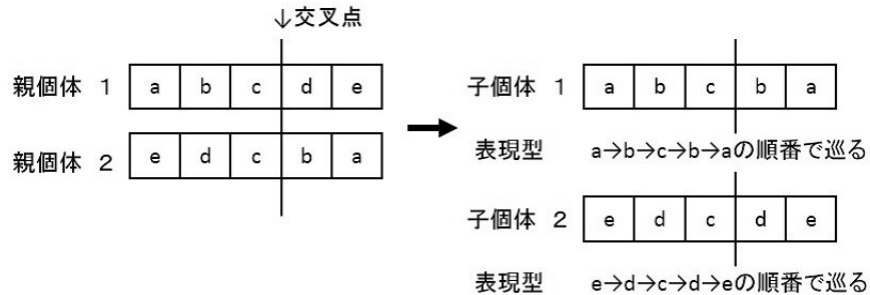 ↓交叉点
親個体 1 a b c d e
親個体 2 e d c b a
子個体 1 a b c b a
表現型 a→b→c→b→aの順番で巡る
子個体 2 e d c d e
表現型 e→d→c→d→eの順番で巡る